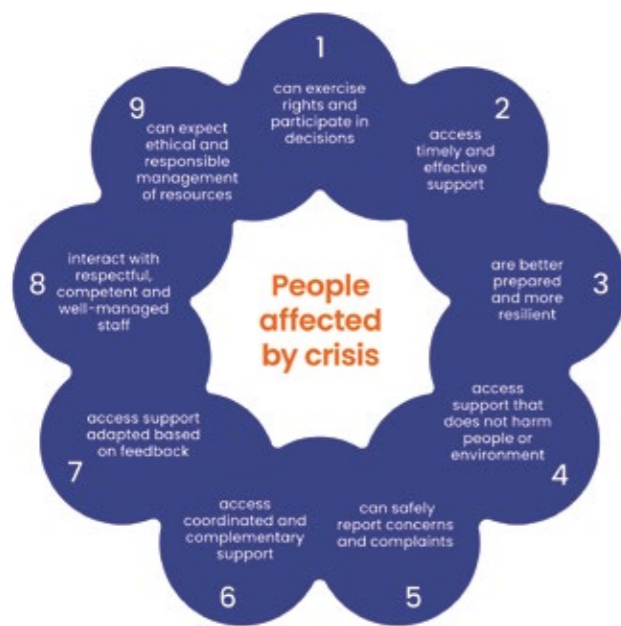 1
can exercise
rights and
participate in
decisions
2
access
timely and
effective
support
3
are better
prepared
and more
resilient
4
access
support that
does not harm
people or
environment
5
can safely
report concerns
and complaints
6
access
coordinated and
complementary
support
7
access support
adapted based
on feedback
8
interact with
respectful,
competent and
well-managed
staff
9
can expect
ethical and
responsible
management
of resources
People
affected
by crisis